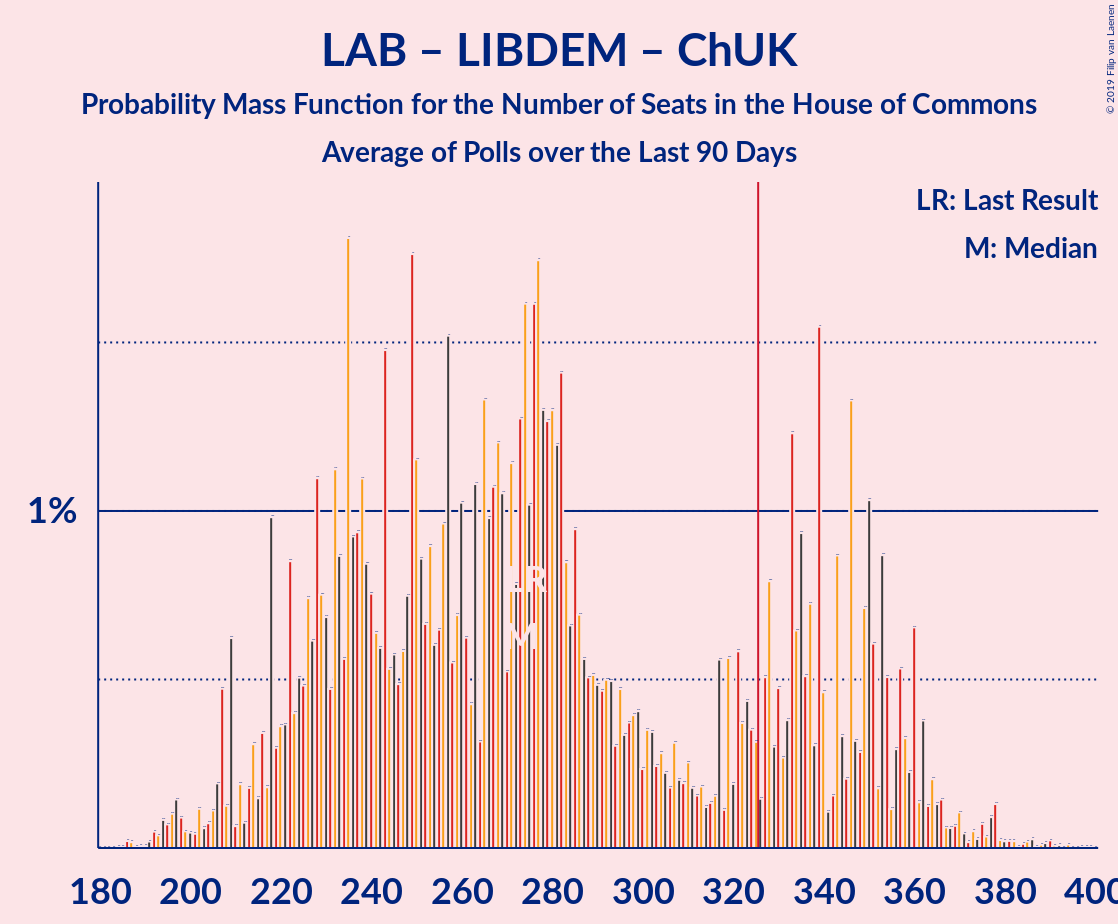 LAB – LIBDEM – ChUK
Probability Mass Function for the Number of Seats in the House of Commons
Average of Polls over the Last 90 Days
© 2019 Filip van Laenen
LR: Last Result
M: Median
1%
LR
M
180 200 220 240 260 280 300 320 340 360 380 400